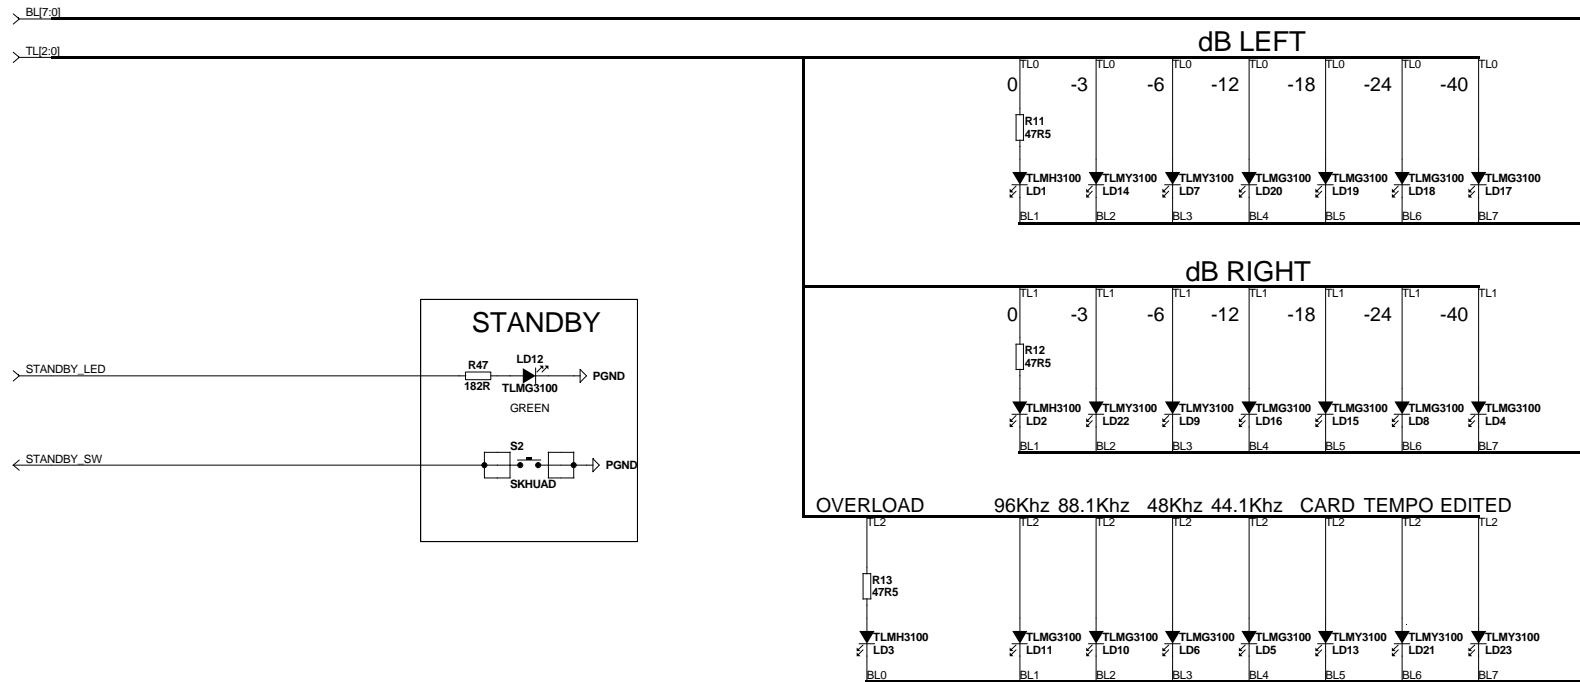 BL[7:0]
TL[2:0]
dB LEFT
TL0 TL0 TL0 TL0 TL0 TL0 TL0
0 -3 -6 -12 -18 -24 -40
R11
47R5
TLMH3100 TLMY3100 TLMY3100 TLMG3100 TLMG3100 TLMG3100 TLMG3100
LD1 LD14 LD7 LD20 LD19 LD18 LD17
BL1 BL2 BL3 BL4 BL5 BL6 BL7
dB RIGHT
TL1 TL1 TL1 TL1 TL1 TL1 TL1
0 -3 -6 -12 -18 -24 -40
R12
47R5
TLMH3100 TLMY3100 TLMY3100 TLMG3100 TLMG3100 TLMG3100 TLMG3100
LD2 LD22 LD9 LD16 LD15 LD8 LD4
BL1 BL2 BL3 BL4 BL5 BL6 BL7
STANDBY
STANDBY_LED
R47
182R
LD12
TLMG3100
GREEN
PGND
STANDBY_SW
S2
SKHUAD
PGND
OVERLOAD 96Khz 88.1Khz 48Khz 44.1Khz CARD TEMPO EDITED
TL2 TL2 TL2 TL2 TL2 TL2 TL2 TL2
R13
47R5
TLMH3100 TLMG3100 TLMG3100 TLMG3100 TLMG3100 TLMY3100 TLMY3100 TLMY3100
LD3 LD11 LD10 LD6 LD5 LD13 LD21 LD23
BL0 BL1 BL2 BL3 BL4 BL5 BL6 BL7